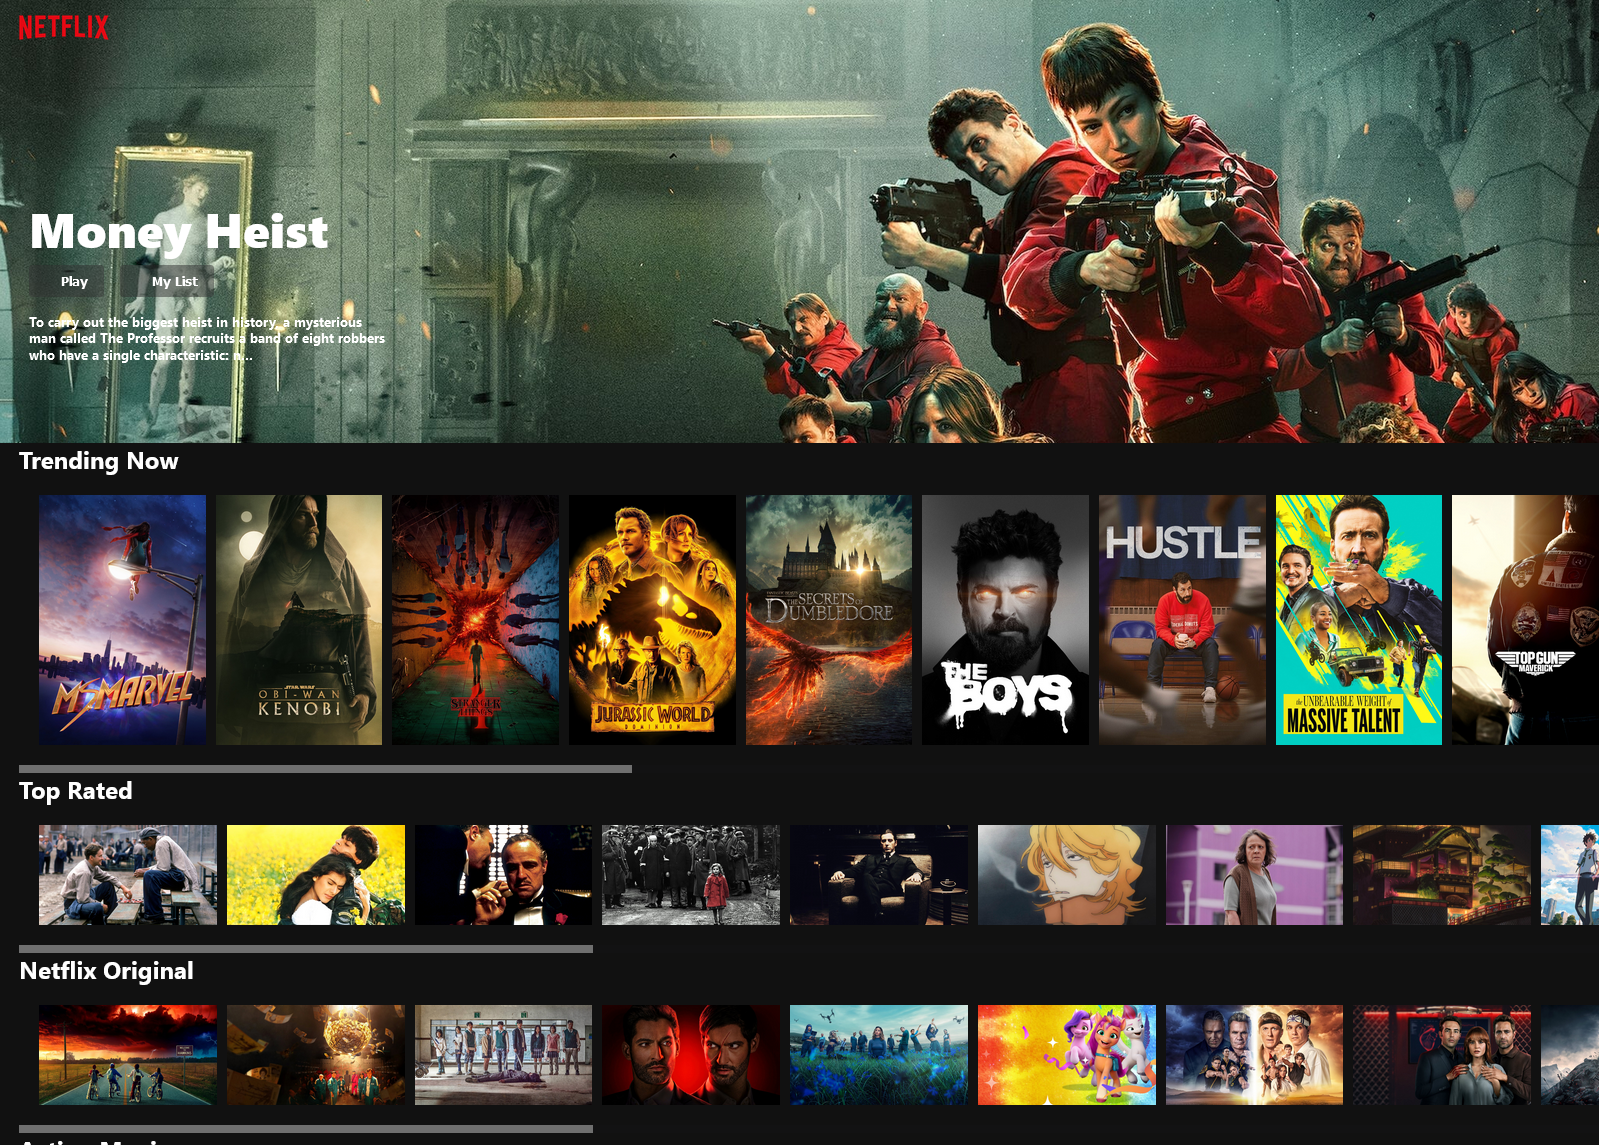 NETFLIX
Money Heist
Play
My List
To carry out the biggest heist in history, a mysterious
man called The Professor recruits a band of eight robbers
who have a single characteristic: n...
Trending Now
MS MARVEL
STAR WARS
OBI-WAN
KENOBI
STRANGER
THINGS
4
JURASSIC WORLD
DOMINION
THE SECRETS OF
DUMBLEDORE
THE
BOYS
HUSTLE
the UNBEARABLE WEIGHT of
MASSIVE TALENT
TOP GUN
MAVERICK
Top Rated
Netflix Original